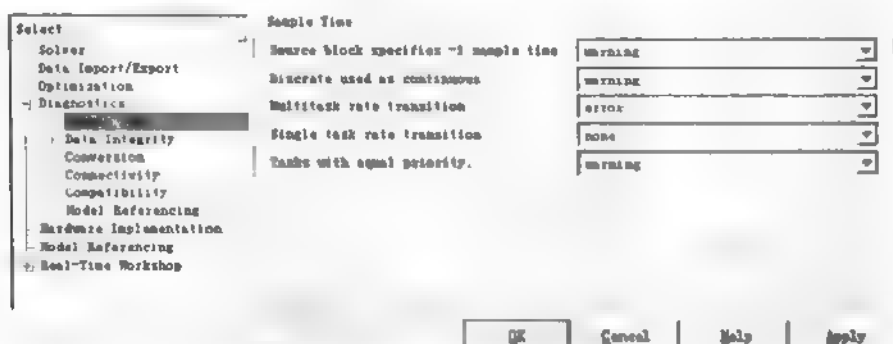 Select
Solver
Data Import/Export
Optimization
Diagnostics
Data Integrity
Conversion
Connectivity
Compatibility
Model Referencing
Hardware Implementation
Model Referencing
Real-Time Workshop
Sample Time
Source block specifies -1 sample time
warning
Discrete used as continuous
warning
Multitask rate transition
error
Single task rate transition
none
Tasks with equal priority.
warning
OK
Cancel
Help
Apply